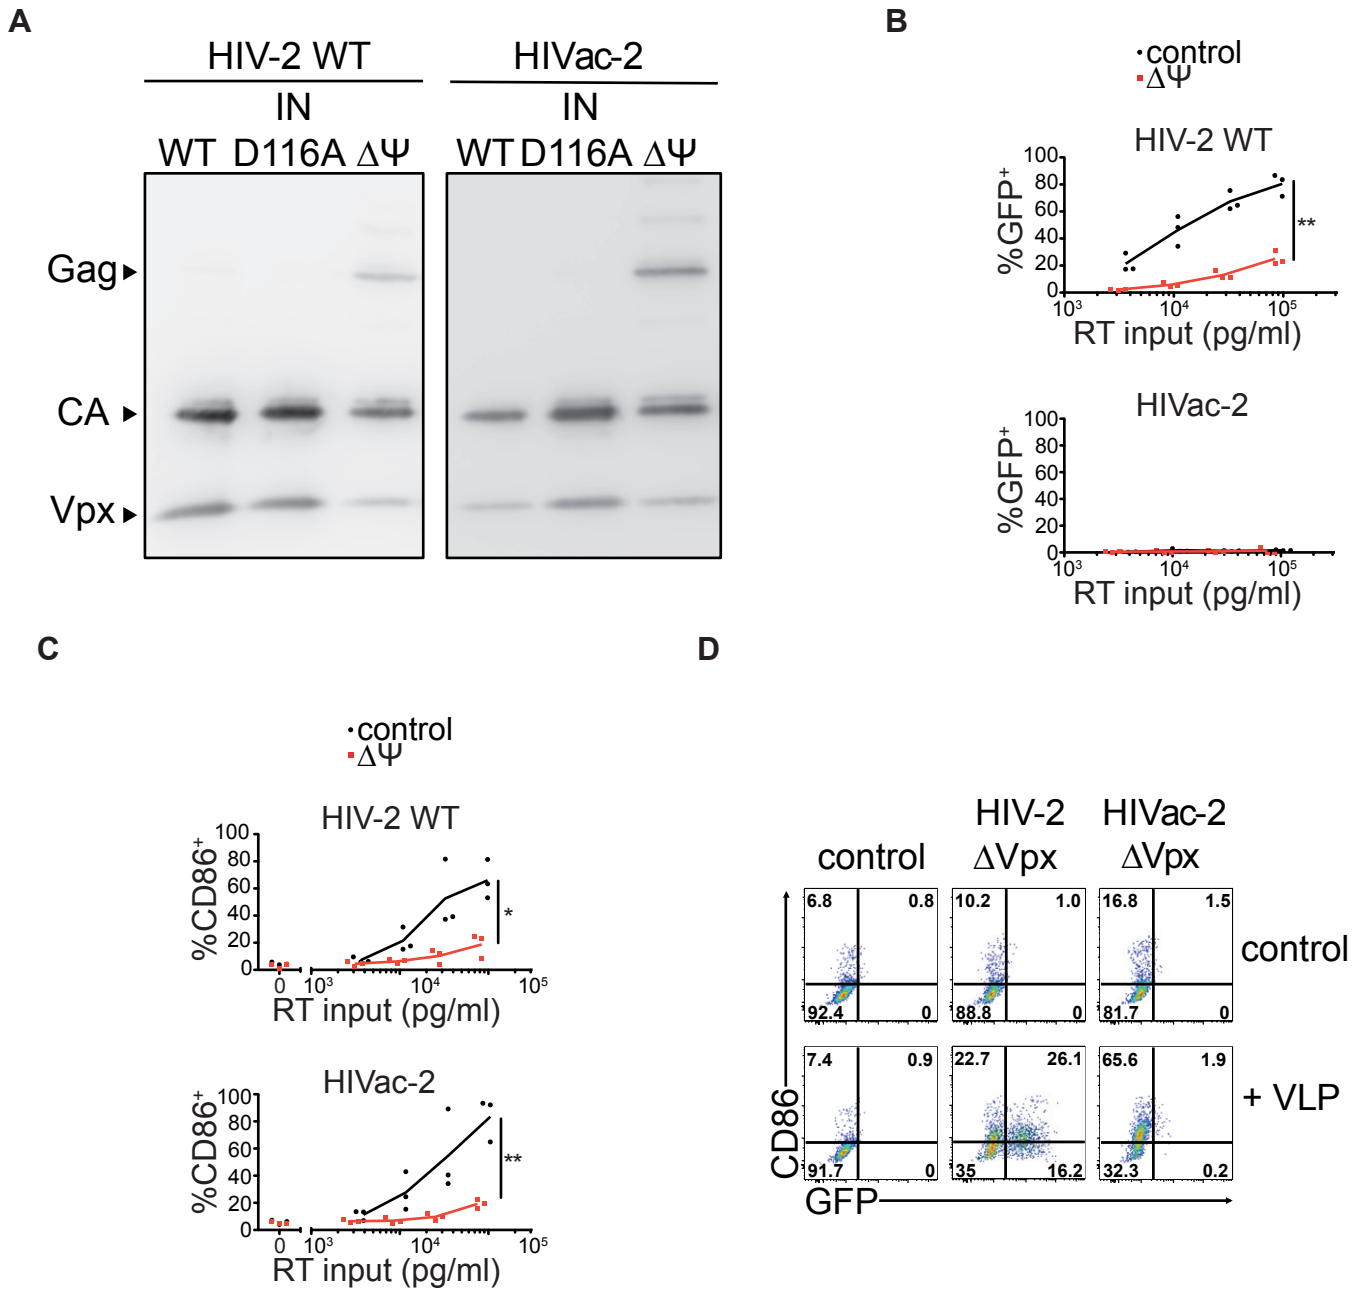 A
HIV-2 WT
HIVac-2
IN
IN
WT D116A ΔΨ
WT D116A ΔΨ
Gag
CA
Vpx
B
control
ΔΨ
HIV-2 WT
%GFP+
100
80
60
40
20
0
**
10³ 10⁴ 10⁵
RT input (pg/ml)
HIVac-2
%GFP+
100
80
60
40
20
0
10³ 10⁴ 10⁵
RT input (pg/ml)
C
control
ΔΨ
HIV-2 WT
%CD86+
100
80
60
40
20
0
*
0 10³ 10⁴ 10⁵
RT input (pg/ml)
HIVac-2
%CD86+
100
80
60
40
20
0
**
0 10³ 10⁴ 10⁵
RT input (pg/ml)
D
control
HIV-2
ΔVpx
HIVac-2
ΔVpx
6.8 0.8
92.4 0
10.2 1.0
88.8 0
16.8 1.5
81.7 0
control
7.4 0.9
91.7 0
22.7 26.1
35 16.2
65.6 1.9
32.3 0.2
+ VLP
CD86
GFP